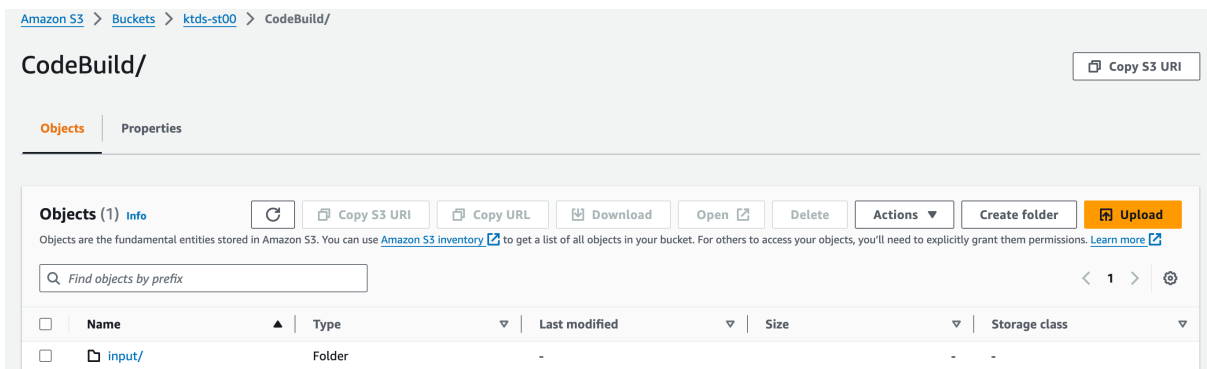 Amazon S3 > Buckets > ktds-st00 > CodeBuild/
CodeBuild/
Copy S3 URI
Objects Properties
Objects (1) Info Copy S3 URI Copy URL Download Open Delete Actions ▼ Create folder Upload
Objects are the fundamental entities stored in Amazon S3. You can use Amazon S3 inventory to get a list of all objects in your bucket. For others to access your objects, you'll need to explicitly grant them permissions. Learn more
Find objects by prefix < 1 >
Name ▲ Type ▽ Last modified ▽ Size ▽ Storage class ▽
input/ Folder - - -